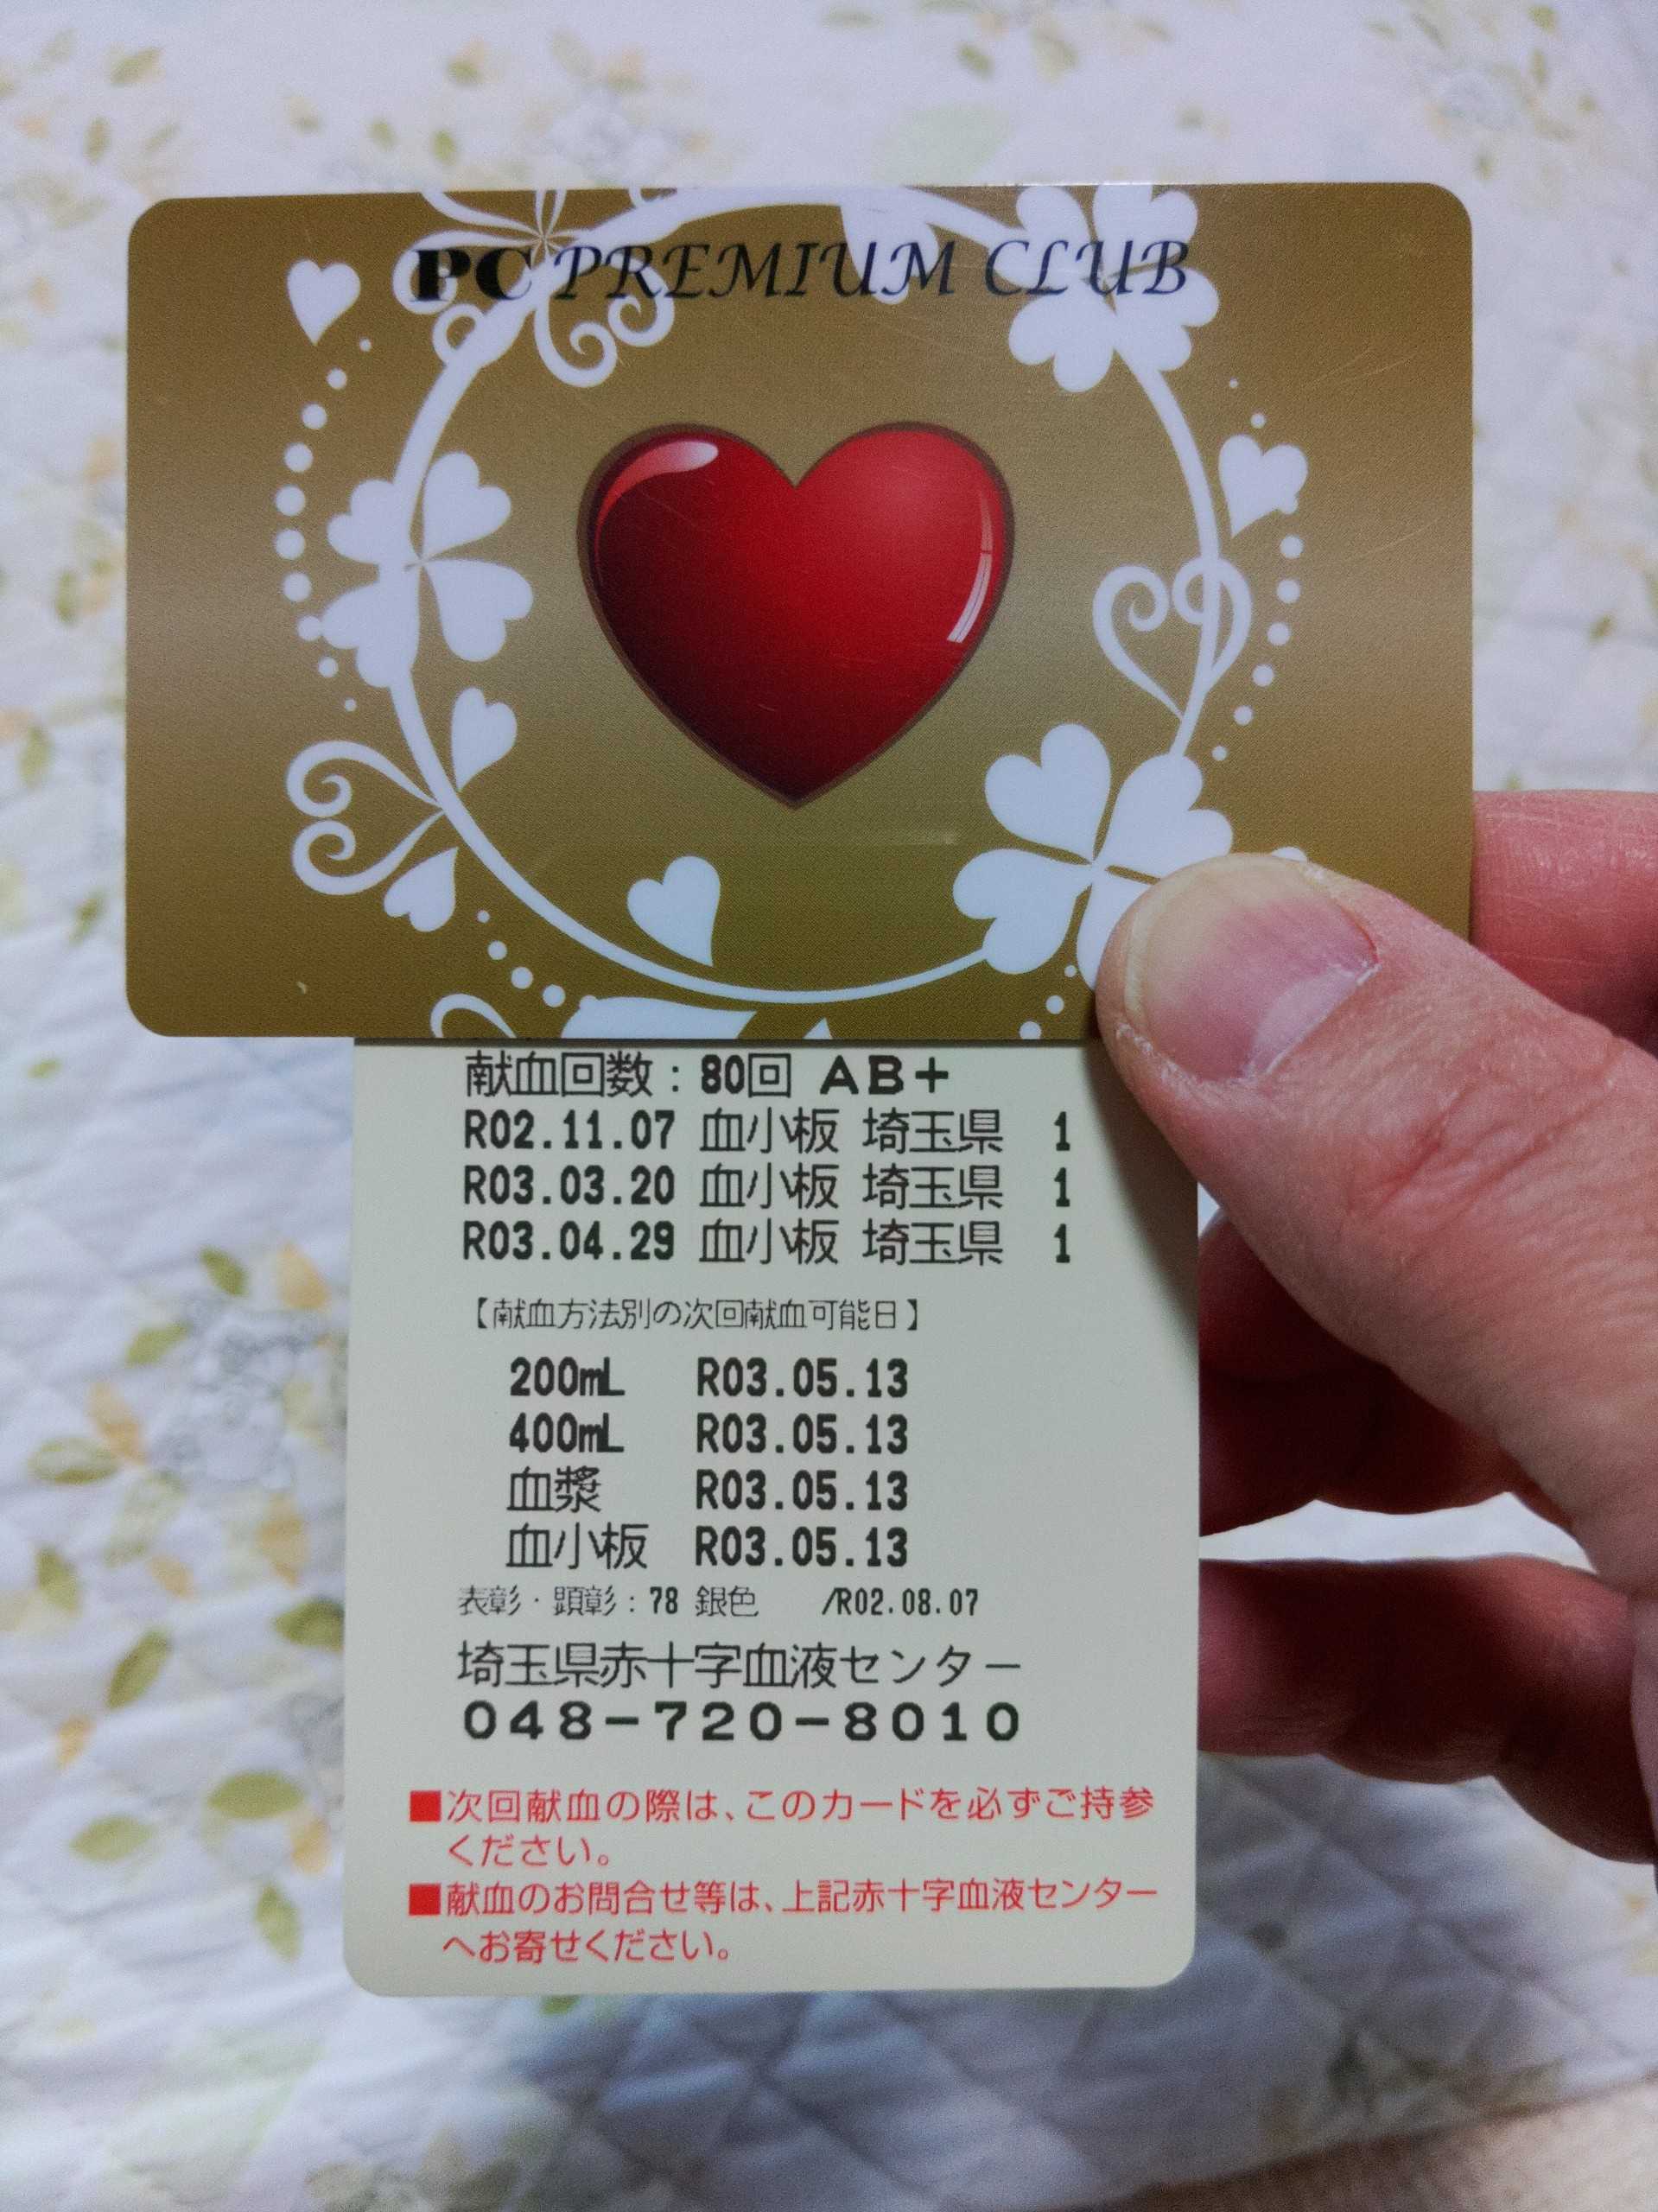 PC PREMIUM CLUB
献血回数：80回 AB+
R02.11.07 血小板 埼玉県 1
R03.03.20 血小板 埼玉県 1
R03.04.29 血小板 埼玉県 1
【献血方法別の次回献血可能日】
200mL R03.05.13
400mL R03.05.13
血漿 R03.05.13
血小板 R03.05.13
表彰・顕彰：78 銀色 /R02.08.07
埼玉県赤十字血液センター
048-720-8010
■次回献血の際は、このカードを必ずご持参
ください。
■献血のお問合せ等は、上記赤十字血液センター
へお寄せください。